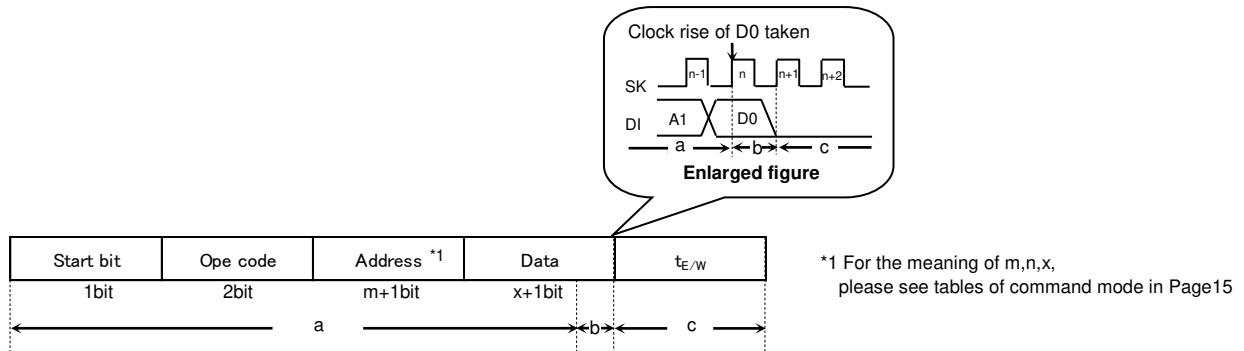 Clock rise of D0 taken
SK n-1 n n+1 n+2
DI A1 D0
a b c
Enlarged figure
Start bit Ope code Address *1 Data tE/W
1bit 2bit m+1bit x+1bit
a b c
*1 For the meaning of m,n,x,
please see tables of command mode in Page15